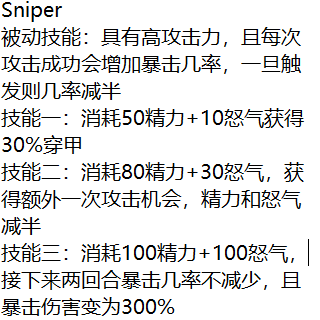 Sniper
被动技能：具有高攻击力，且每次
攻击成功会增加暴击几率，一旦触
发则几率减半
技能一：消耗50精力+10怒气获得
30%穿甲
技能二：消耗80精力+30怒气，获
得额外一次攻击机会，精力和怒气
减半
技能三：消耗100精力+100怒气，
接下来两回合暴击几率不减少，且
暴击伤害变为300%